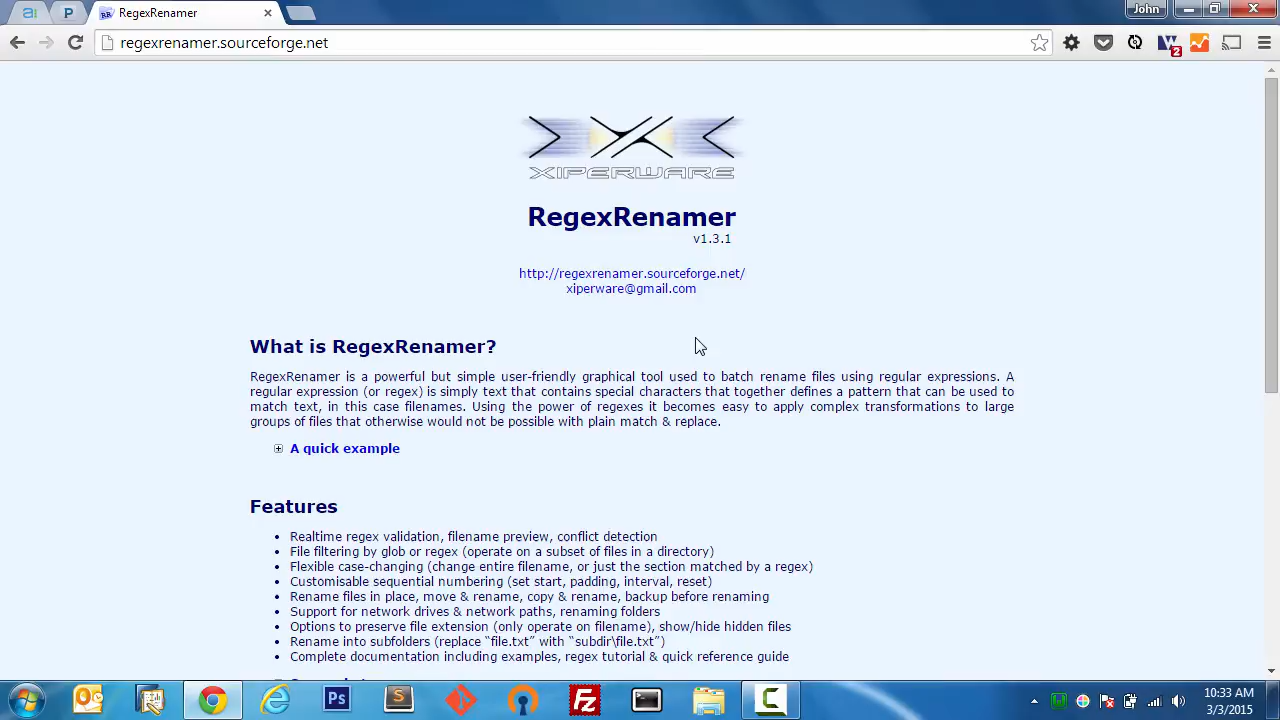 ai
P
RegexRenamer
John
regexrenamer.sourceforge.net
2
XIPERWARE
RegexRenamer
v1.3.1
http://regexrenamer.sourceforge.net/
xiperware@gmail.com
What is RegexRenamer?
RegexRenamer is a powerful but simple user-friendly graphical tool used to batch rename files using regular expressions. A
regular expression (or regex) is simply text that contains special characters that together defines a pattern that can be used to
match text, in this case filenames. Using the power of regexes it becomes easy to apply complex transformations to large
groups of files that otherwise would not be possible with plain match & replace.
A quick example
Features
• Realtime regex validation, filename preview, conflict detection
• File filtering by glob or regex (operate on a subset of files in a directory)
• Flexible case-changing (change entire filename, or just the section matched by a regex)
• Customisable sequential numbering (set start, padding, interval, reset)
• Rename files in place, move & rename, copy & rename, backup before renaming
• Support for network drives & network paths, renaming folders
• Options to preserve file extension (only operate on filename), show/hide hidden files
• Rename into subfolders (replace “file.txt” with “subdir\file.txt”)
• Complete documentation including examples, regex tutorial & quick reference guide
Ps
S
Fz
C
10:33 AM
3/3/2015